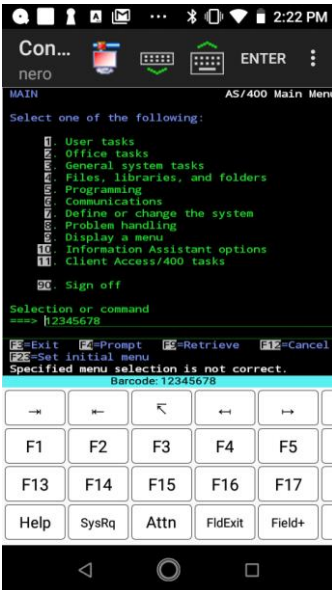 2:22 PM
Con...
nero
ENTER
MAIN AS/400 Main Menu
Select one of the following:
1. User tasks
2. Office tasks
3. General system tasks
4. Files, libraries, and folders
5. Programming
6. Communications
7. Define or change the system
8. Problem handling
9. Display a menu
10. Information Assistant options
11. Client Access/400 tasks
90. Sign off
Selection or command
===> 12345678
F3=Exit F4=Prompt F9=Retrieve F12=Cancel
F23=Set initial menu
Specified menu selection is not correct.
Barcode: 12345678
F1 F2 F3 F4 F5
F13 F14 F15 F16 F17
Help SysRq Attn FldExit Field+